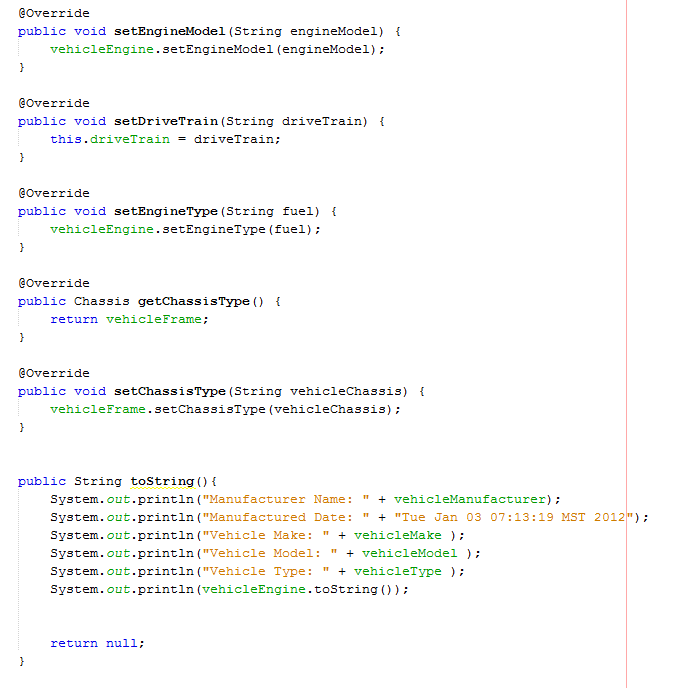 @Override
public void setEngineModel(String engineModel) {
    vehicleEngine.setEngineModel(engineModel);
}

@Override
public void setDriveTrain(String driveTrain) {
    this.driveTrain = driveTrain;
}

@Override
public void setEngineType(String fuel) {
    vehicleEngine.setEngineType(fuel);
}

@Override
public Chassis getChassisType() {
    return vehicleFrame;
}

@Override
public void setChassisType(String vehicleChassis) {
    vehicleFrame.setChassisType(vehicleChassis);
}


public String toString(){
    System.out.println("Manufacturer Name: " + vehicleManufacturer);
    System.out.println("Manufactured Date: " + "Tue Jan 03 07:13:19 MST 2012");
    System.out.println("Vehicle Make: " + vehicleMake );
    System.out.println("Vehicle Model: " + vehicleModel );
    System.out.println("Vehicle Type: " + vehicleType );
    System.out.println(vehicleEngine.toString());


    return null;
}